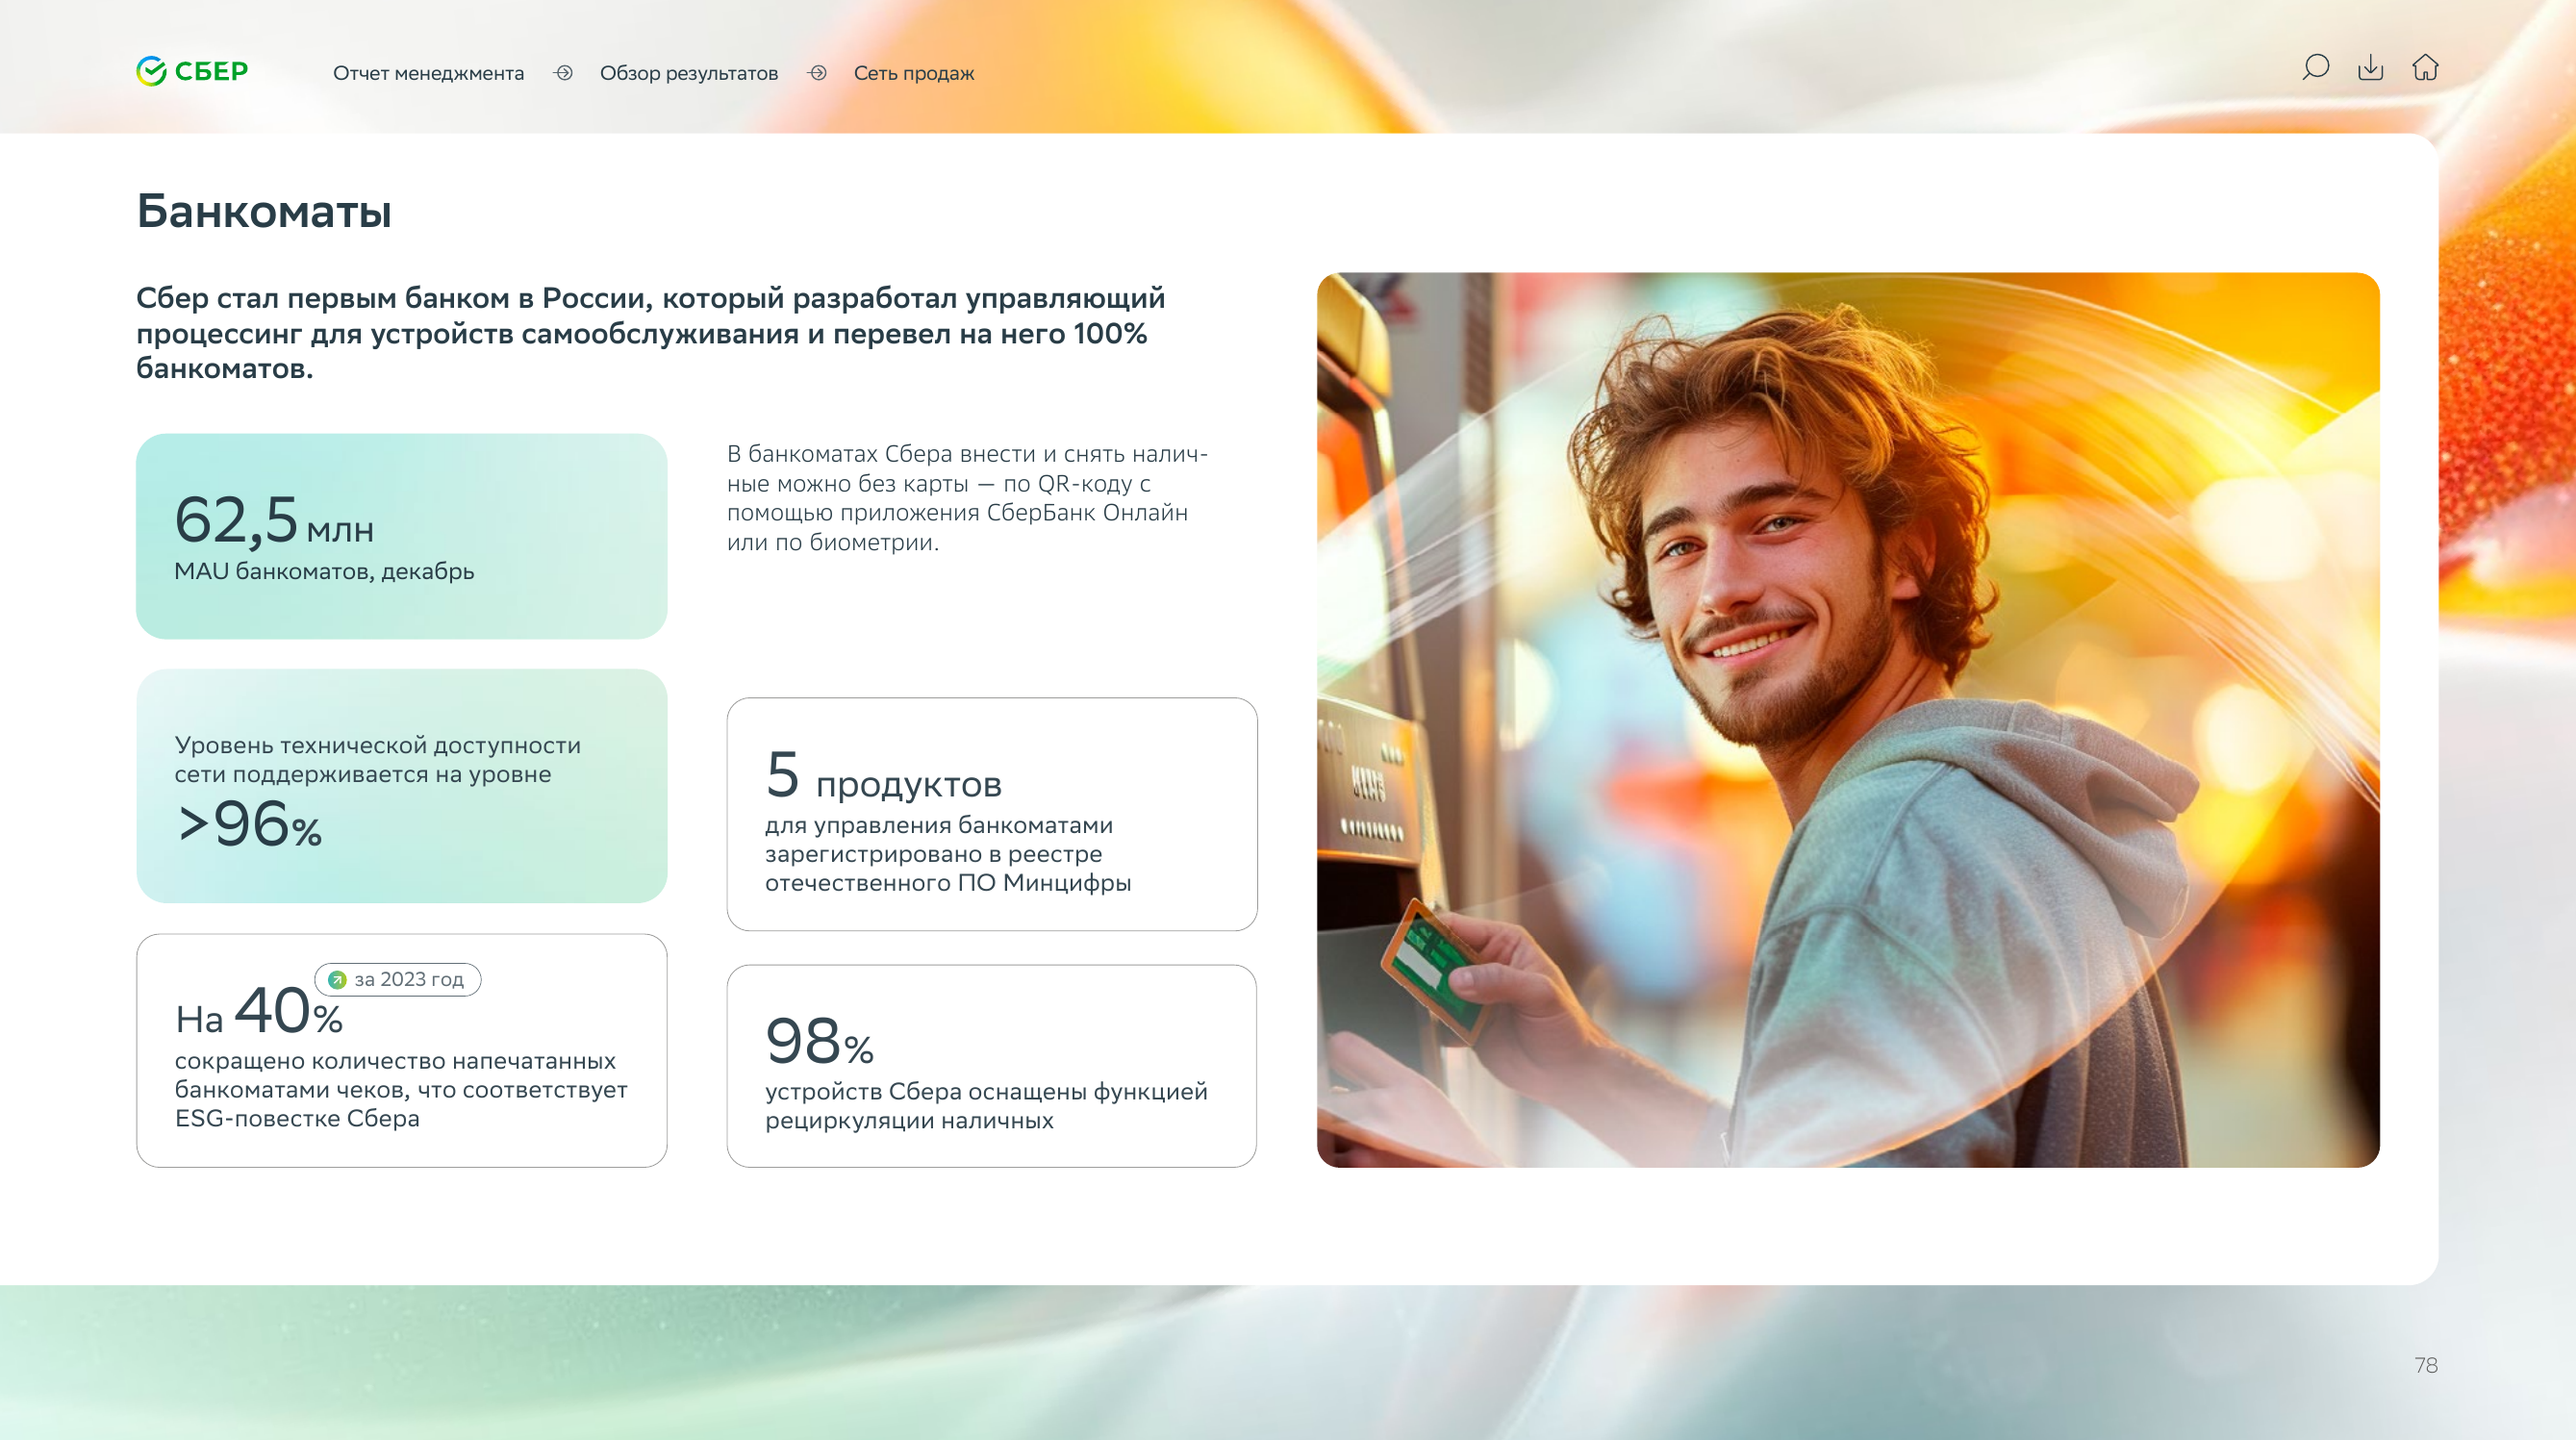 СБЕР
Отчет менеджмента
Обзор результатов
Сеть продаж
Банкоматы
Сбер стал первым банком в России, который разработал управляющий
процессинг для устройств самообслуживания и перевел на него 100%
банкоматов.
62,5 млн
MAU банкоматов, декабрь
Уровень технической доступности
сети поддерживается на уровне
>96%
за 2023 год
На 40%
сокращено количество напечатанных
банкоматами чеков, что соответствует
ESG-повестке Сбера
В банкоматах Сбера внести и снять налич-
ные можно без карты — по QR-коду с
помощью приложения СберБанк Онлайн
или по биометрии.
5 продуктов
для управления банкоматами
зарегистрировано в реестре
отечественного ПО Минцифры
98%
устройств Сбера оснащены функцией
рециркуляции наличных
78